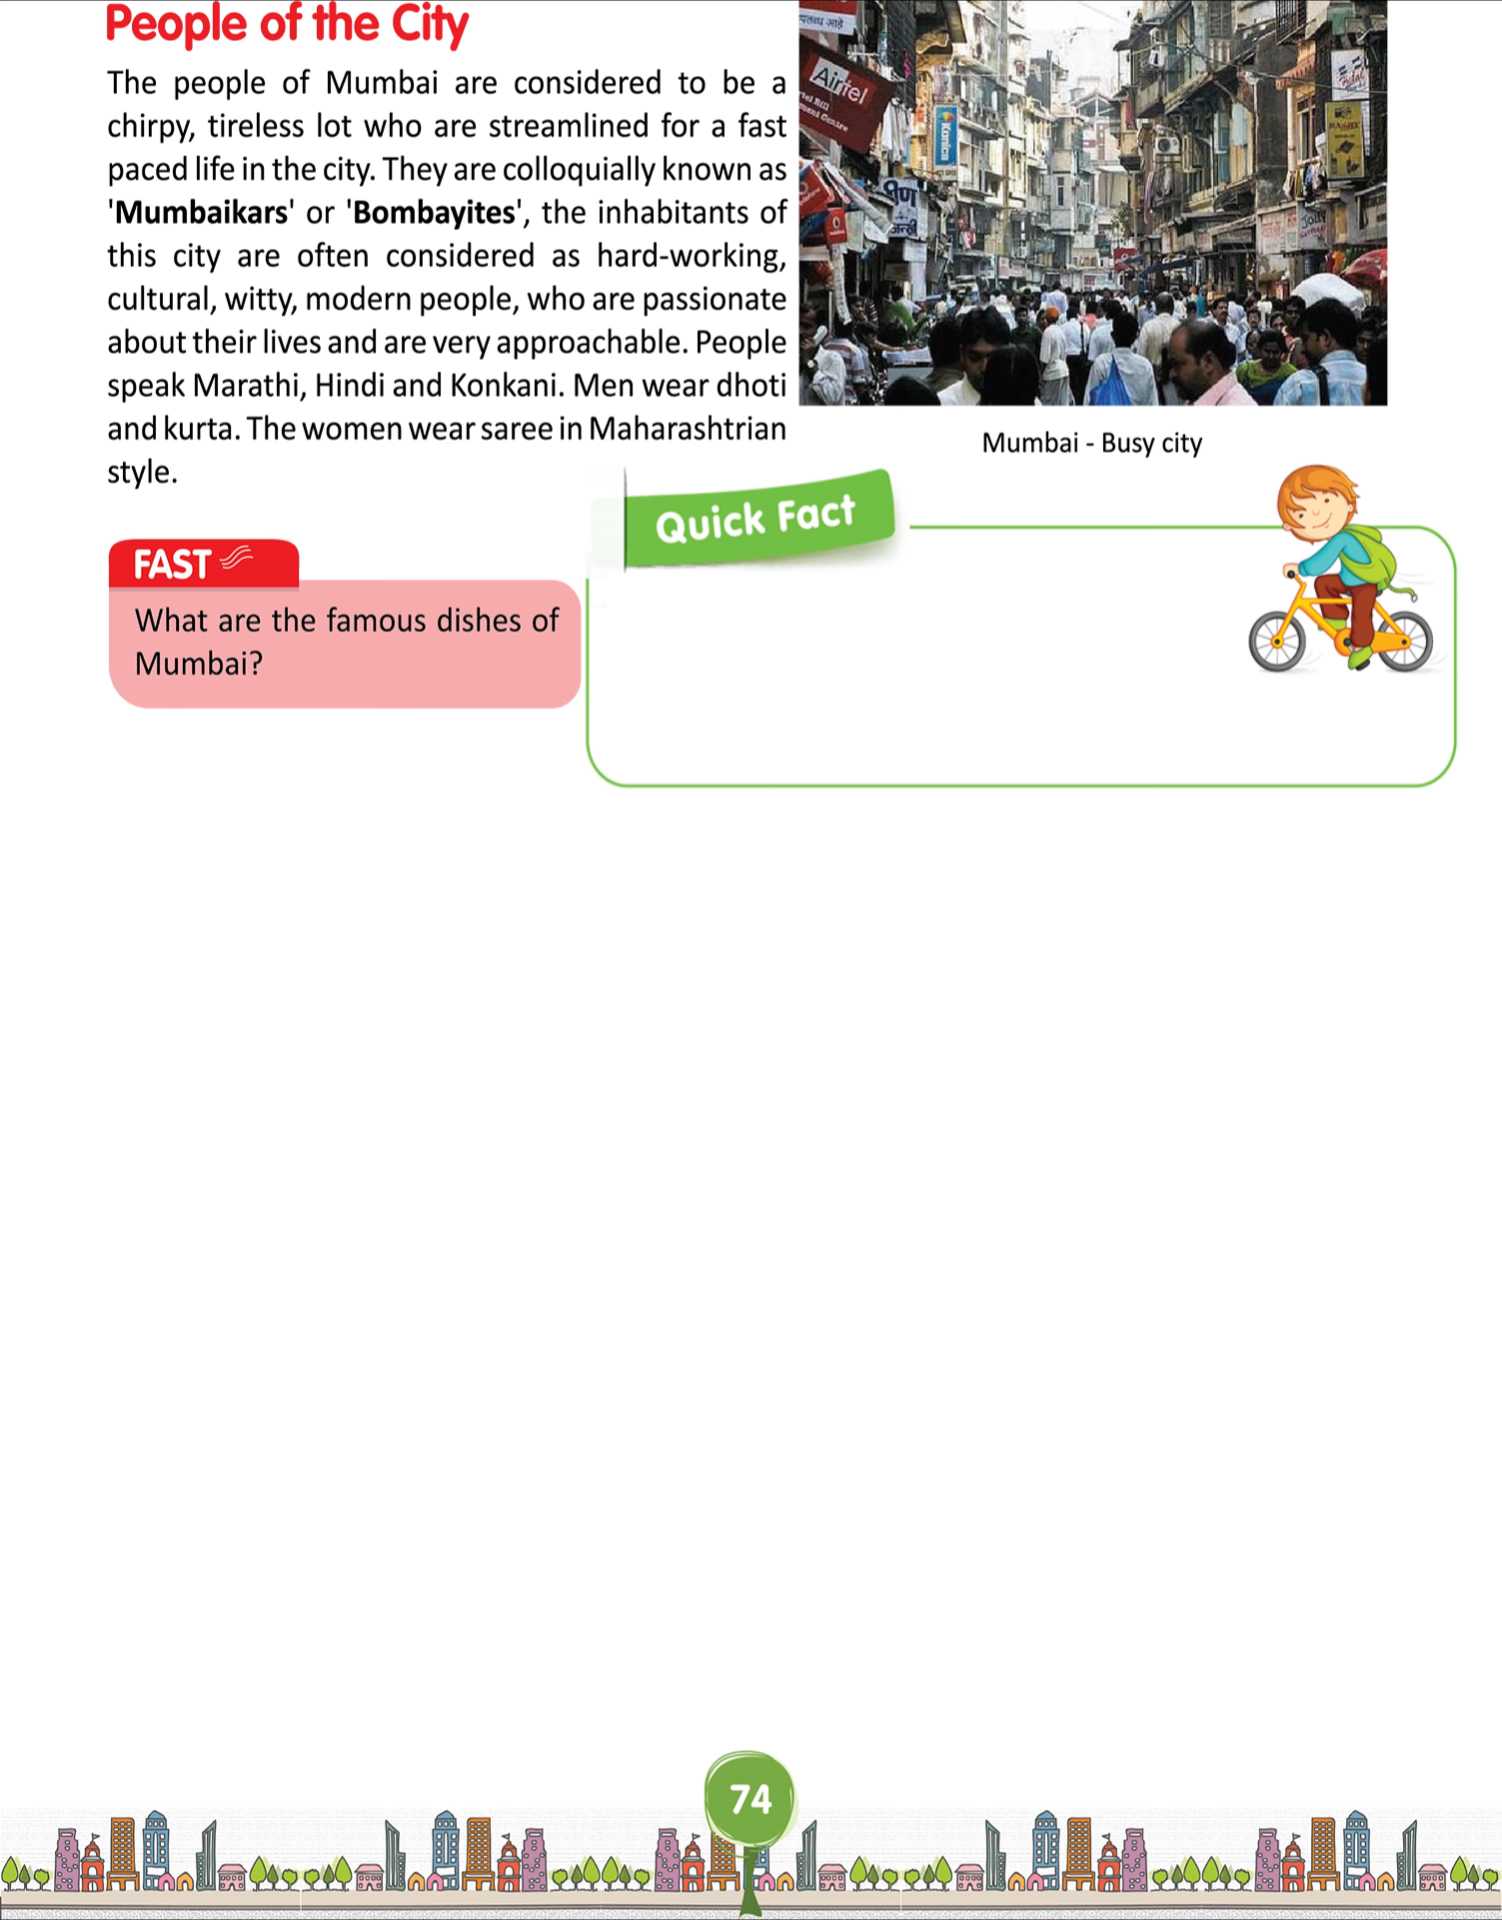 People of the City
The people of Mumbai are considered to be a
chirpy, tireless lot who are streamlined for a fast
paced life in the city. They are colloquially known as
'Mumbaikars' or 'Bombayites', the inhabitants of
this city are often considered as hard-working,
cultural, witty, modern people, who are passionate
about their lives and are very approachable. People
speak Marathi, Hindi and Konkani. Men wear dhoti
and kurta. The women wear saree in Maharashtrian
style.
Airtel
Konica
Jolly
Mumbai - Busy city
Quick Fact
FAST
What are the famous dishes of
Mumbai?
74